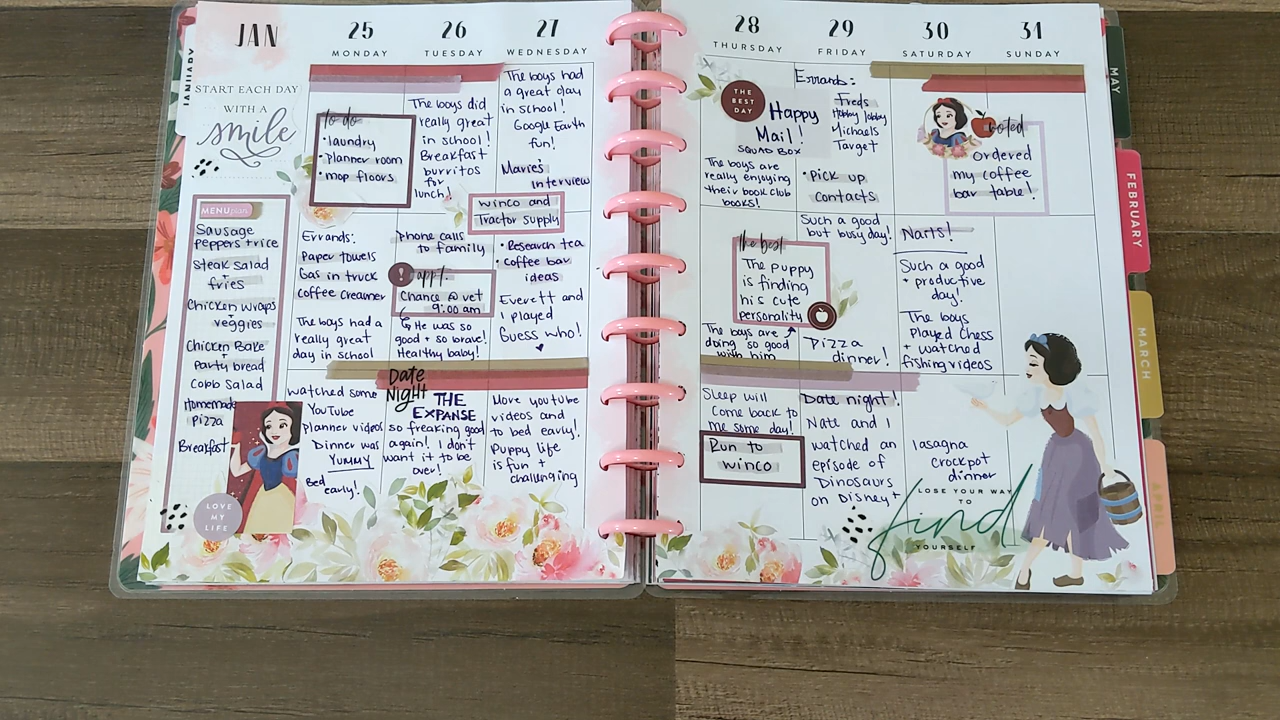 JAN
START EACH DAY
WITH A
smile
MENU plan
Sausage
Peppers + rice
Steak Salad
fries
Chicken wraps
+
veggies
Chicken Bake
Party bread
Cobb Salad
Homemade
Pizza
Breakfast
LOVE
MY
LIFE
JANUARY
25
MONDAY
to do
• laundry
• planner room
• mop floors
Errands:
Paper towels
Gas in truck
Coffee creamer
The boys had a
really great
day in school
watched some
YouTube
planner videos
Dinner was
YUMMY
Bed
early!
26
TUESDAY
The boys did
really great
in school!
Breakfast
burritos
for
lunch!
Phone calls
to family
! appt.
Chance @ vet
9:00 am
He was so
good + so brave!
Healthy baby!
Date
Night
THE
EXPANSE
so freaking good
again! I don't
want it to be
over!
27
WEDNESDAY
The boys had
a great day
in school!
Google Earth
fun!
Marie's
interview
Winco and
Tractor Supply
• Research tea
• Coffee bar
ideas
Everett and
I played
Guess Who!
More youtube
videos and
to bed early!
Puppy life
is fun +
challenging
28
THURSDAY
THE
BEST
DAY
Happy
Mail!
SQUAD BOX
The boys are
really enjoying
their book club
books!
the best
The puppy
is finding
his cute
personality
The boys are
doing so good
with him
Sleep will
come back to
me some day!
Run to
winco
29
FRIDAY
Errands:
Freds
Hobby lobby
Michaels
Target
• Pick up
contacts
Such a good
but busy day!
Pizza
dinner!
Date night!
Nate and I
watched an
episode of
Dinosaurs
on Disney+
30
SATURDAY
Narts!
Such a good
+ productive
day!
The boys
Played Chess
+ watched
fishing videos
lasagna
crockpot
dinner
LOSE YOUR WAY
TO
find
YOURSELF
31
SUNDAY
noted
ordered
my coffee
bar table!
MAY
FEBRUARY
MARCH
APRIL